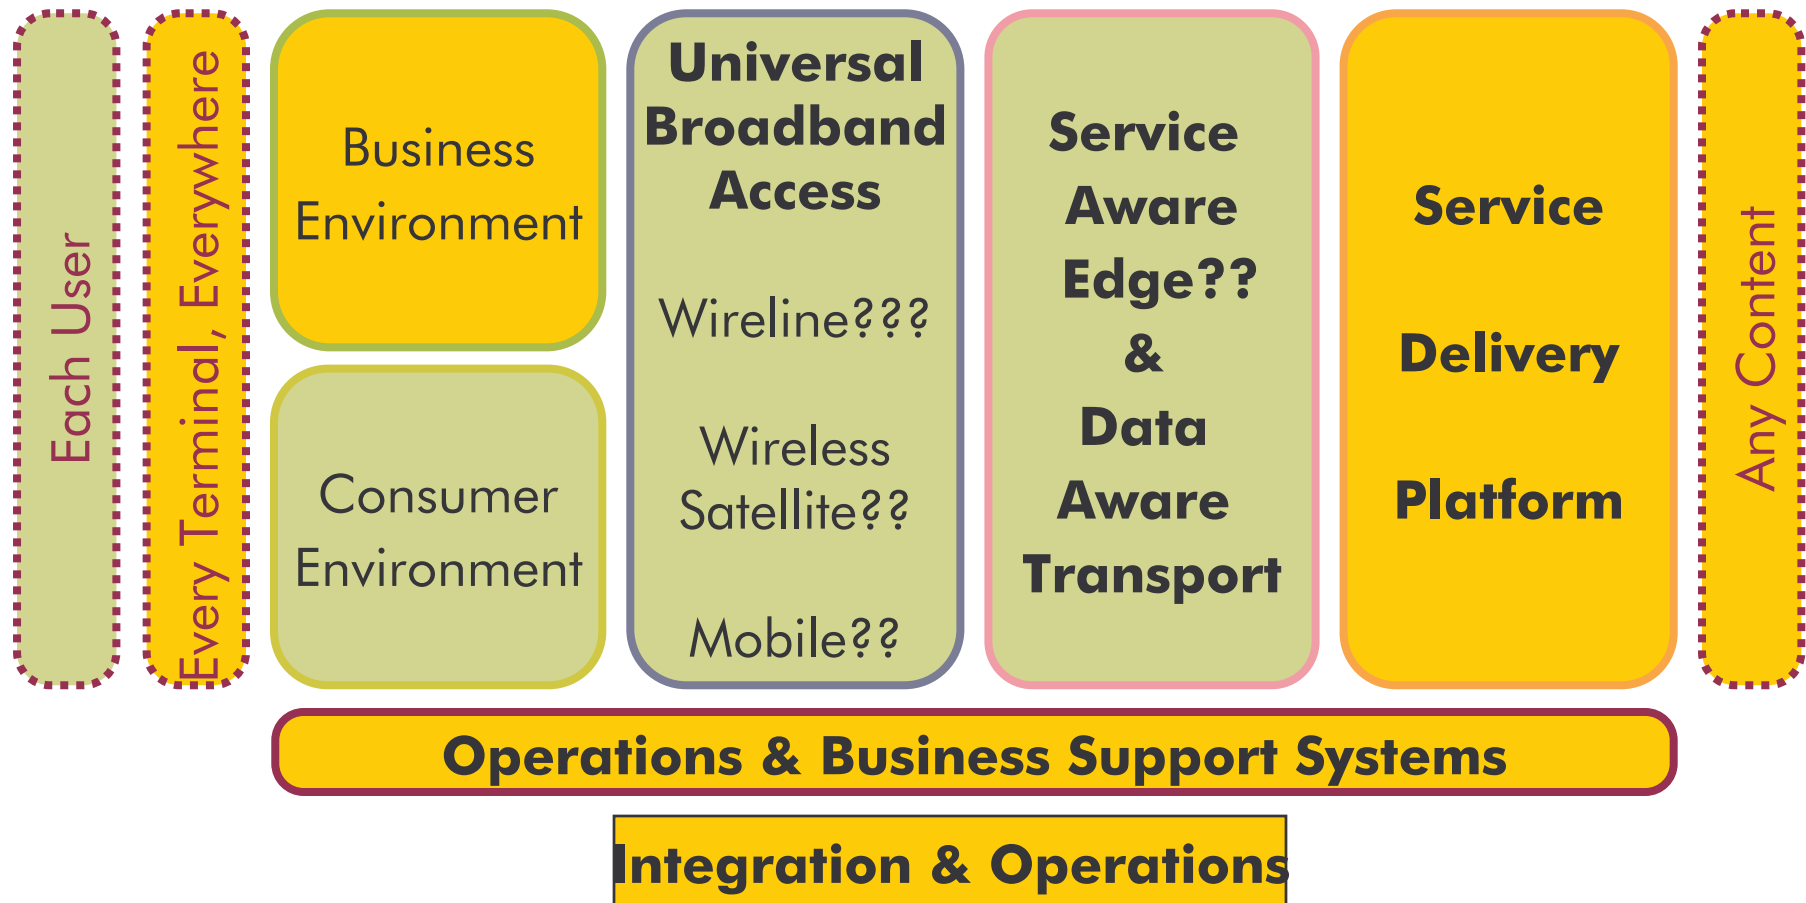 Each User
Every Terminal, Everywhere
Business
Environment
Consumer
Environment
Universal
Broadband
Access
Wireline???
Wireless
Satellite??
Mobile??
Service
Aware
Edge??
&
Data
Aware
Transport
Service
Delivery
Platform
Any Content
Operations & Business Support Systems
Integration & Operations